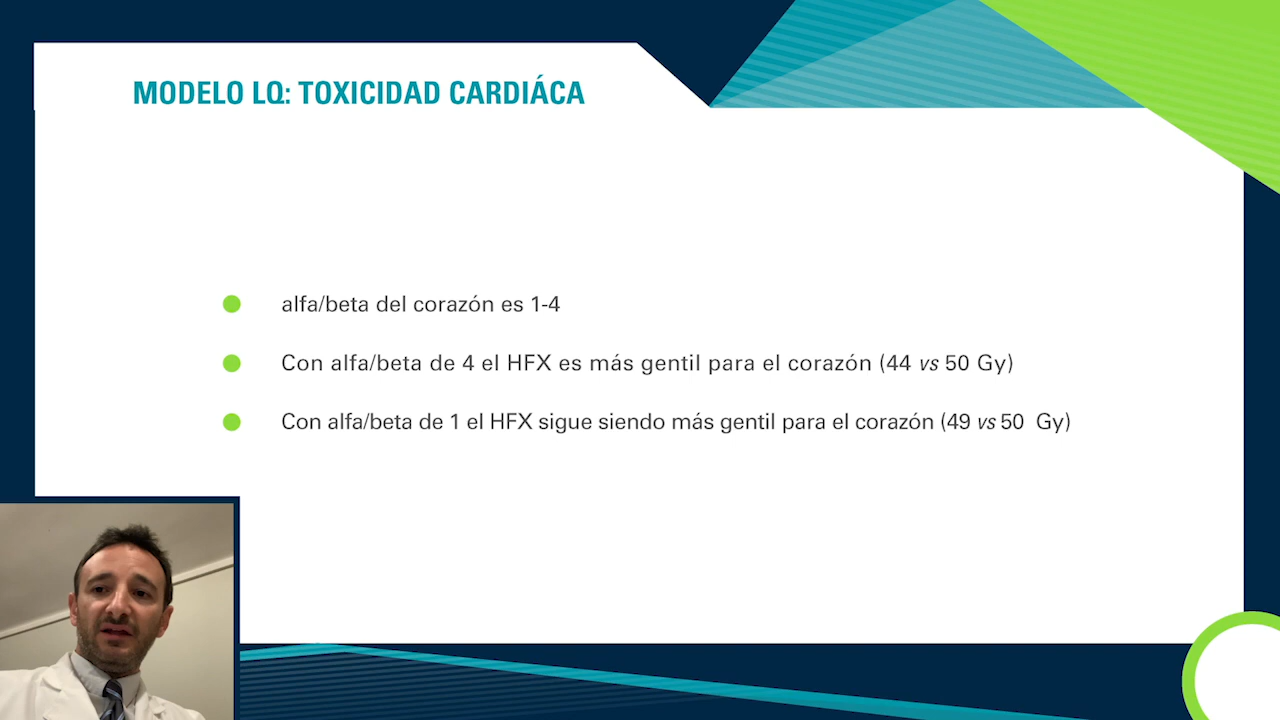 MODELO LQ: TOXICIDAD CARDIÁCA
alfa/beta del corazón es 1-4
Con alfa/beta de 4 el HFX es más gentil para el corazón (44 vs 50 Gy)
Con alfa/beta de 1 el HFX sigue siendo más gentil para el corazón (49 vs 50 Gy)